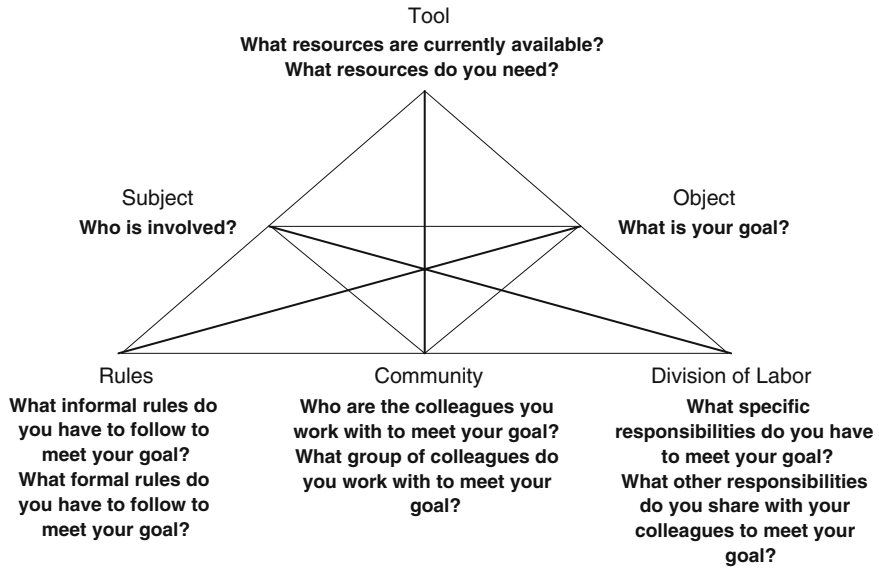 Tool
What resources are currently available?
What resources do you need?
Subject
Who is involved?
Object
What is your goal?
Rules
What informal rules do
you have to follow to
meet your goal?
What formal rules do
you have to follow to
meet your goal?
Community
Who are the colleagues you
work with to meet your goal?
What group of colleagues do
you work with to meet your
goal?
Division of Labor
What specific
responsibilities do you have
to meet your goal?
What other responsibilities
do you share with your
colleagues to meet your
goal?